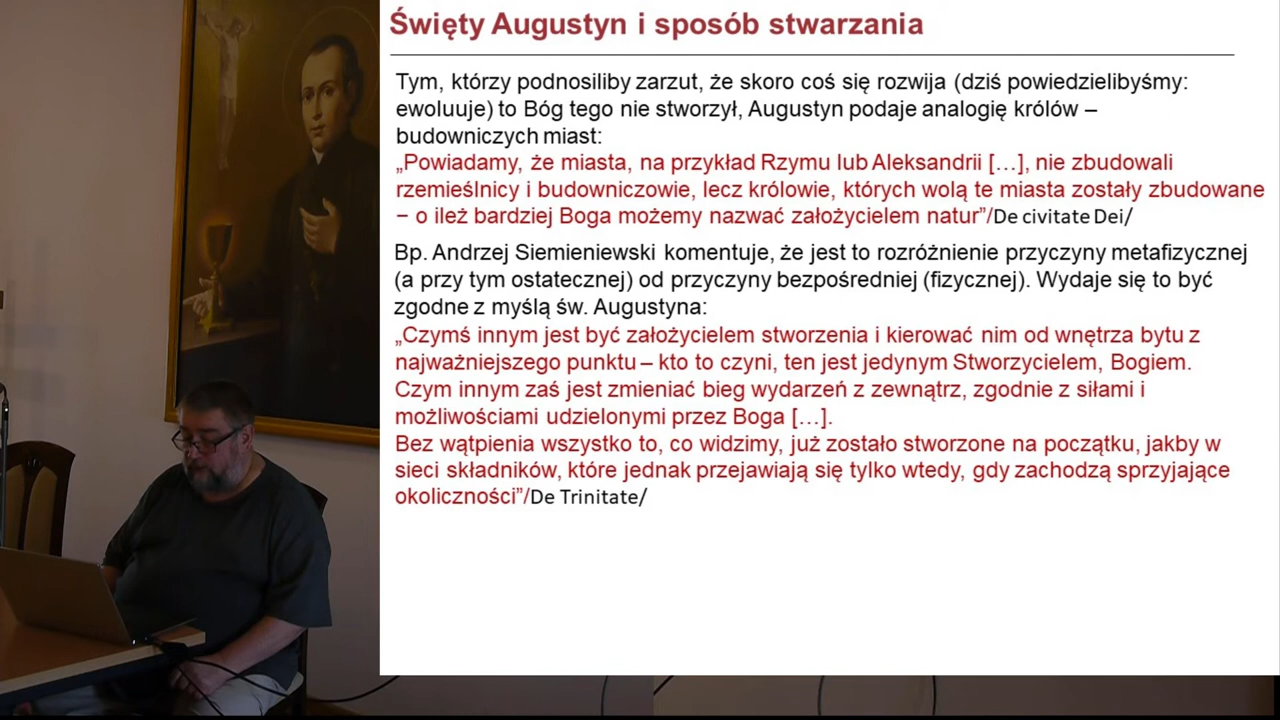 Święty Augustyn i sposób stwarzania
Tym, którzy podnosiliby zarzut, że skoro coś się rozwija (dziś powiedzielibyśmy:
ewoluuje) to Bóg tego nie stworzył, Augustyn podaje analogię królów –
budowniczych miast:
„Powiadamy, że miasta, na przykład Rzymu lub Aleksandrii […], nie zbudowali
rzemieślnicy i budowniczowie, lecz królowie, których wolą te miasta zostały zbudowane
− o ileż bardziej Boga możemy nazwać założycielem natur”/De civitate Dei/
Bp. Andrzej Siemieniewski komentuje, że jest to rozróżnienie przyczyny metafizycznej
(a przy tym ostatecznej) od przyczyny bezpośredniej (fizycznej). Wydaje się to być
zgodne z myślą św. Augustyna:
„Czymś innym jest być założycielem stworzenia i kierować nim od wnętrza bytu z
najważniejszego punktu – kto to czyni, ten jest jedynym Stworzycielem, Bogiem.
Czym innym zaś jest zmieniać bieg wydarzeń z zewnątrz, zgodnie z siłami i
możliwościami udzielonymi przez Boga […].
Bez wątpienia wszystko to, co widzimy, już zostało stworzone na początku, jakby w
sieci składników, które jednak przejawiają się tylko wtedy, gdy zachodzą sprzyjające
okoliczności”/De Trinitate/